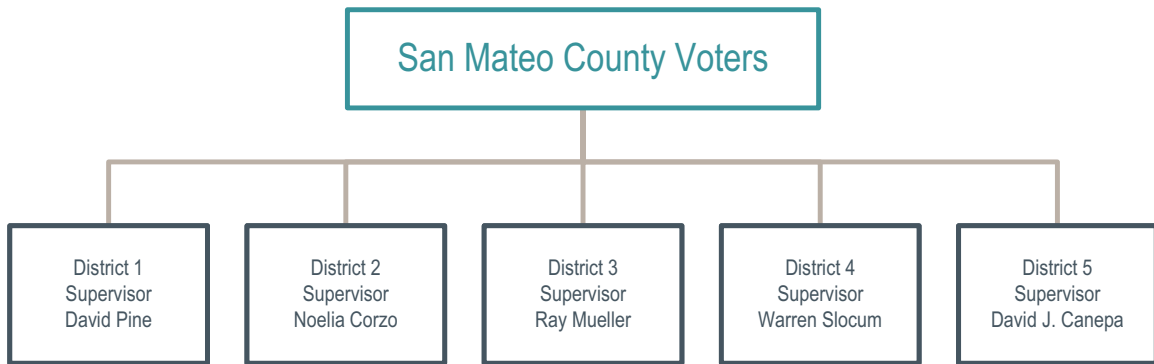 San Mateo County Voters
District 1
Supervisor
David Pine
District 2
Supervisor
Noelia Corzo
District 3
Supervisor
Ray Mueller
District 4
Supervisor
Warren Slocum
District 5
Supervisor
David J. Canepa